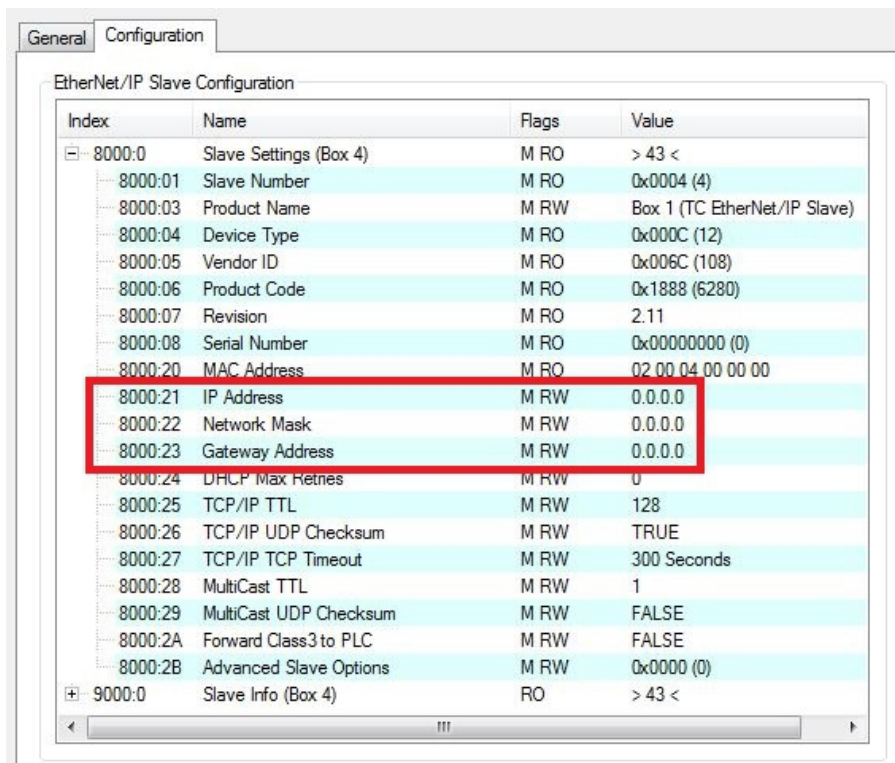 General Configuration
EtherNet/IP Slave Configuration
Index Name Flags Value
8000:0 Slave Settings (Box 4) M RO > 43 <
8000:01 Slave Number M RO 0x0004 (4)
8000:03 Product Name M RW Box 1 (TC EtherNet/IP Slave)
8000:04 Device Type M RO 0x000C (12)
8000:05 Vendor ID M RO 0x006C (108)
8000:06 Product Code M RO 0x1888 (6280)
8000:07 Revision M RO 2.11
8000:08 Serial Number M RO 0x00000000 (0)
8000:20 MAC Address M RO 02 00 04 00 00 00
8000:21 IP Address M RW 0.0.0.0
8000:22 Network Mask M RW 0.0.0.0
8000:23 Gateway Address M RW 0.0.0.0
8000:24 DHCP Max Retries M RW 0
8000:25 TCP/IP TTL M RW 128
8000:26 TCP/IP UDP Checksum M RW TRUE
8000:27 TCP/IP TCP Timeout M RW 300 Seconds
8000:28 MultiCast TTL M RW 1
8000:29 MultiCast UDP Checksum M RW FALSE
8000:2A Forward Class3 to PLC M RW FALSE
8000:2B Advanced Slave Options M RW 0x0000 (0)
9000:0 Slave Info (Box 4) RO > 43 <